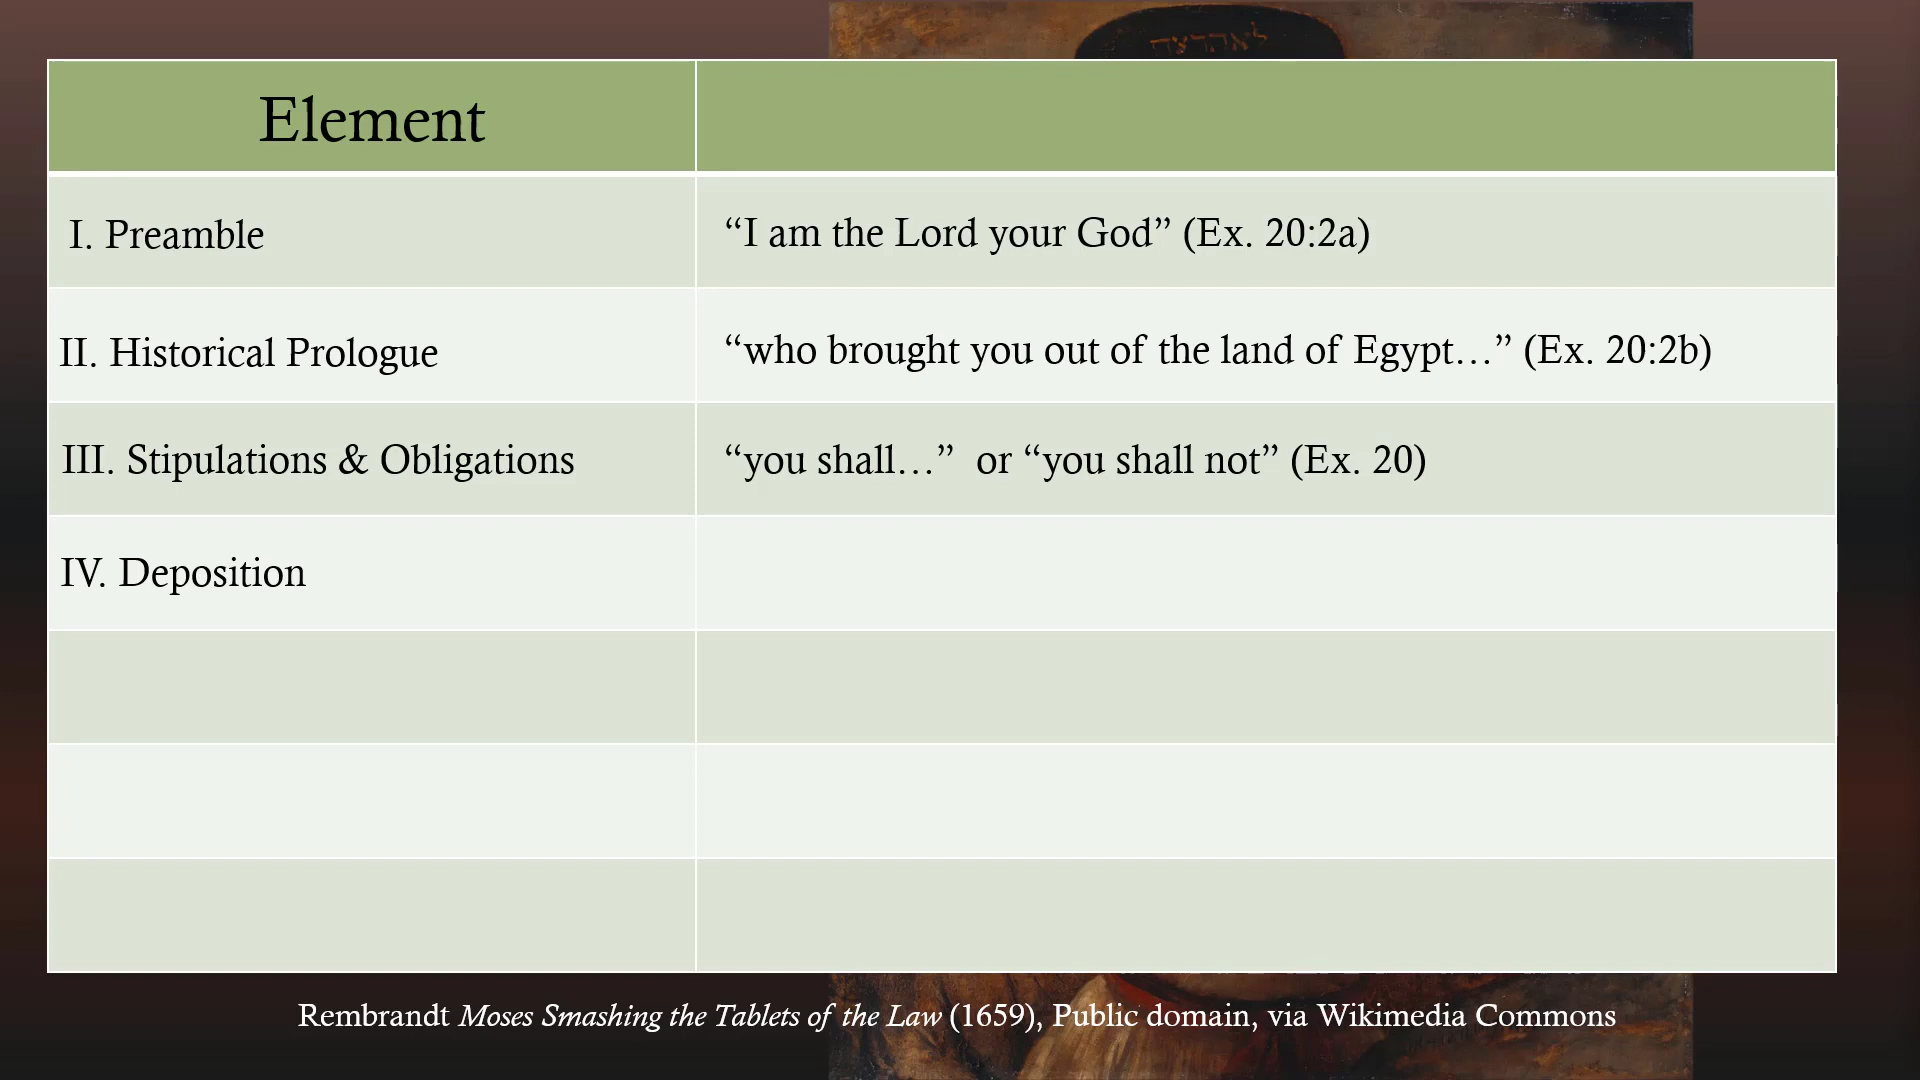 Element
I. Preamble
“I am the Lord your God” (Ex. 20:2a)
II. Historical Prologue
“who brought you out of the land of Egypt…” (Ex. 20:2b)
III. Stipulations & Obligations
“you shall…”  or “you shall not” (Ex. 20)
IV. Deposition
Rembrandt Moses Smashing the Tablets of the Law (1659), Public domain, via Wikimedia Commons